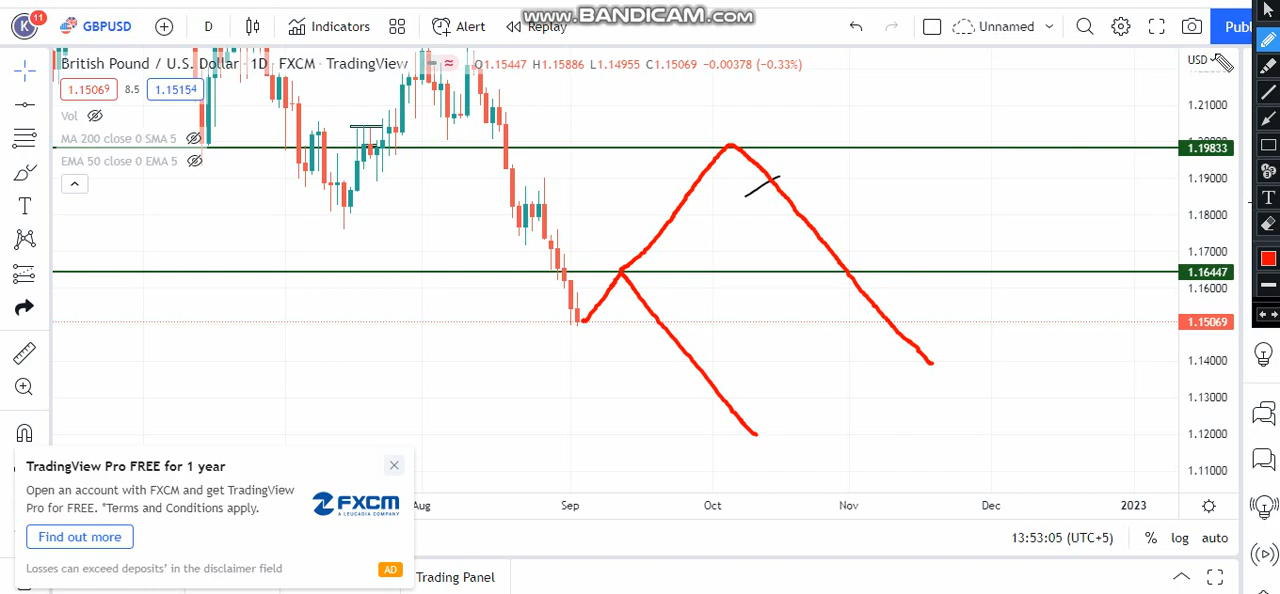 www.BANDICAM.com
K 11 GBPUSD D Indicators Alert Replay Unnamed Publ
British Pound / U.S. Dollar · 1D · FXCM · TradingView O1.15447 H1.15886 L1.14955 C1.15069 −0.00378 (−0.33%) USD
1.15069 8.5 1.15154
Vol
MA 200 close 0 SMA 5
EMA 50 close 0 EMA 5
1.21000
1.19833
1.19000
1.18000
1.17000
1.16447
1.16000
1.15069
1.14000
1.13000
1.12000
1.11000
TradingView Pro FREE for 1 year
Open an account with FXCM and get TradingView
Pro for FREE. *Terms and Conditions apply.
FXCM
A LEUCADIA COMPANY
Find out more
Losses can exceed deposits’ in the disclaimer field AD
Aug Sep Oct Nov Dec 2023
13:53:05 (UTC+5) % log auto
Trading Panel
T
T